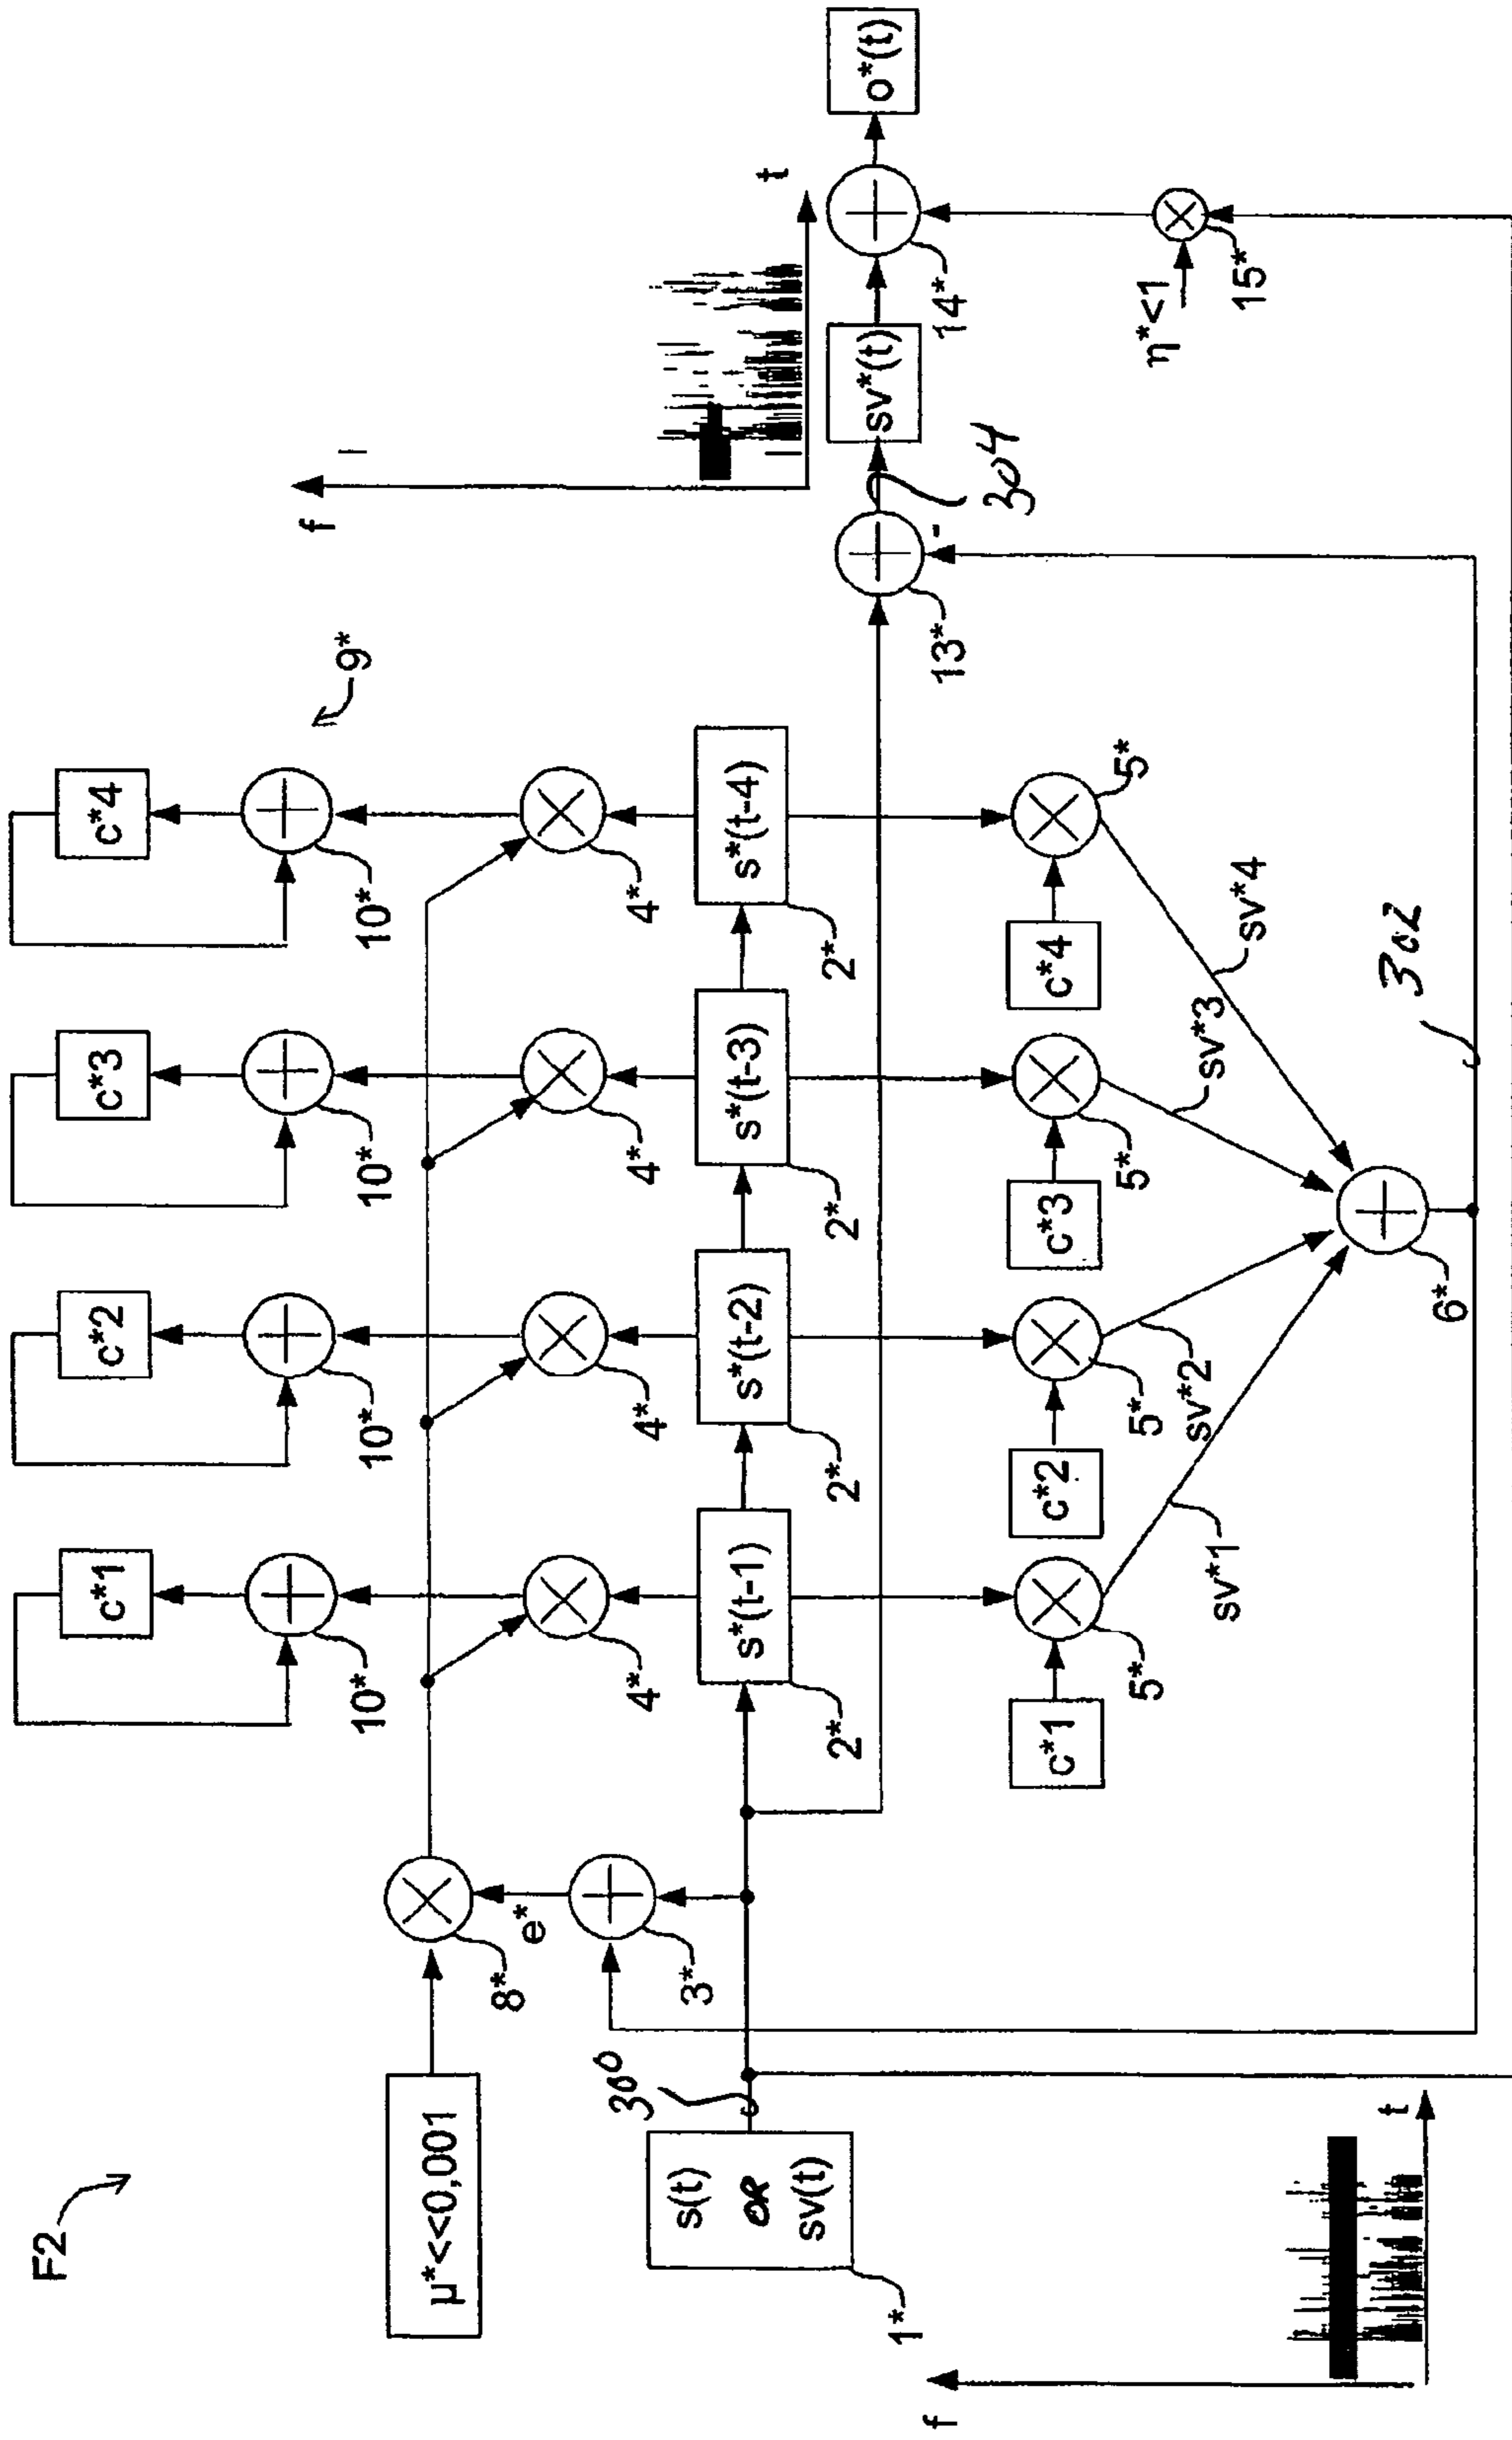 F2
c*1
c*2
c*3
c*4
10*
10*
10*
10*
9*
µ*<<0,001
8*
e*
4*
4*
4*
4*
3*
300
s(t)
OR
sv(t)
1*
s*(t-1)
s*(t-2)
s*(t-3)
s*(t-4)
2*
2*
2*
2*
f
t
13*
-
304
sv*(t)
14*
o*(t)
c*1
c*2
c*3
c*4
5*
5*
5*
5*
η*<1
15*
sv*1
sv*2
sv*3
sv*4
6*
302
f
t